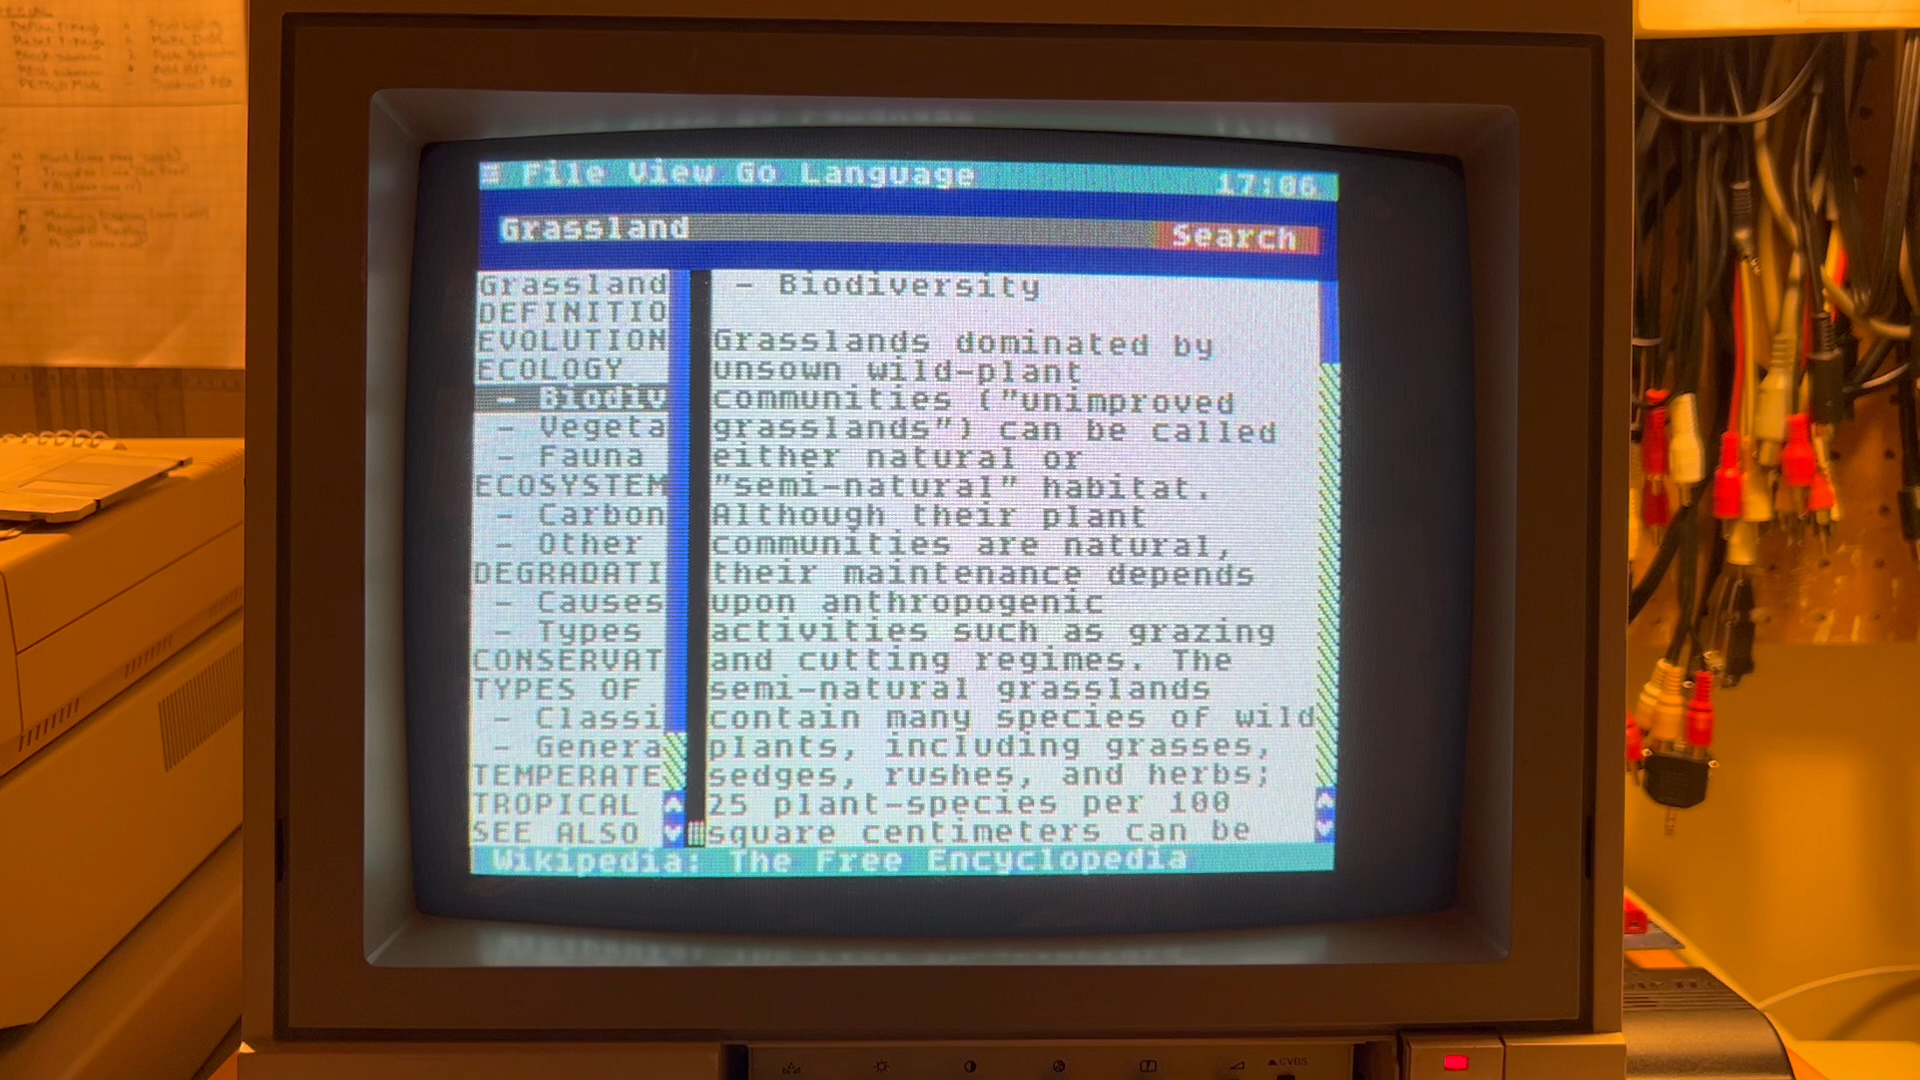 File View Go Language 17:06
Grassland Search
Grassland
DEFINITIO
EVOLUTION
ECOLOGY
- Biodiv
- Vegeta
- Fauna
ECOSYSTEM
- Carbon
- Other
DEGRADATI
- Causes
- Types
CONSERVAT
TYPES OF
- Classi
- Genera
TEMPERATE
TROPICAL
SEE ALSO
- Biodiversity
Grasslands dominated by
unsown wild-plant
communities ("unimproved
grasslands") can be called
either natural or
"semi-natural" habitat.
Although their plant
communities are natural,
their maintenance depends
upon anthropogenic
activities such as grazing
and cutting regimes. The
semi-natural grasslands
contain many species of wild
plants, including grasses,
sedges, rushes, and herbs;
25 plant-species per 100
square centimeters can be
Wikipedia: The Free Encyclopedia
CVBS